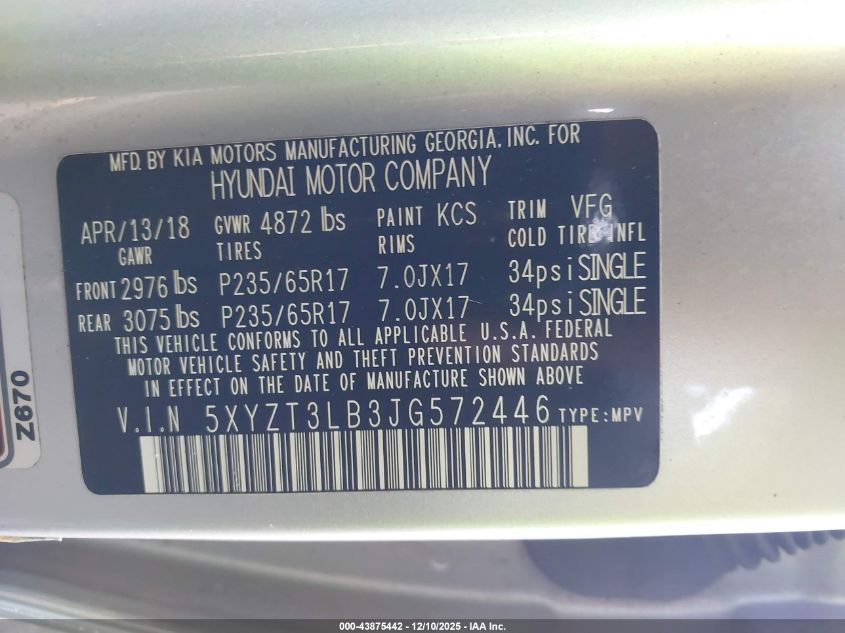 MFD. BY KIA MOTORS MANUFACTURING GEORGIA, INC. FOR
HYUNDAI MOTOR COMPANY
APR/13/18 GVWR 4872 lbs PAINT KCS TRIM VFG
GAWR TIRES RIMS COLD TIRE INFL
FRONT 2976 lbs P235/65R17 7.0JX17 34psi SINGLE
REAR 3075 lbs P235/65R17 7.0JX17 34psi SINGLE
THIS VEHICLE CONFORMS TO ALL APPLICABLE U.S.A. FEDERAL
MOTOR VEHICLE SAFETY AND THEFT PREVENTION STANDARDS
IN EFFECT ON THE DATE OF MANUFACTURE SHOWN ABOVE
V.I.N 5XYZT3LB3JG572446 TYPE:MPV
Z670
000-43875442 - 12/10/2025 - IAA Inc.